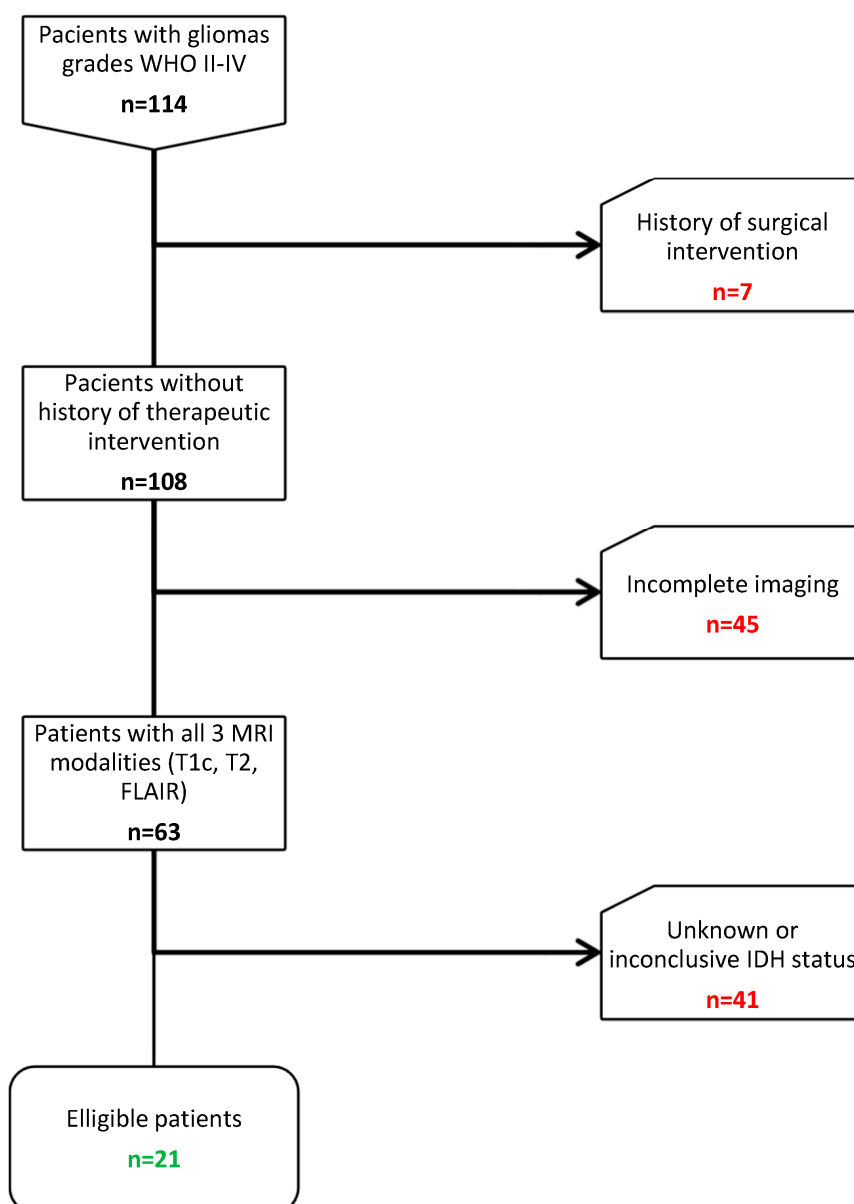 Pacients with gliomas
grades WHO II-IV
n=114
History of surgical
intervention
n=7
Pacients without
history of therapeutic
intervention
n=108
Incomplete imaging
n=45
Patients with all 3 MRI
modalities (T1c, T2,
FLAIR)
n=63
Unknown or
inconclusive IDH status
n=41
Elligible patients
n=21